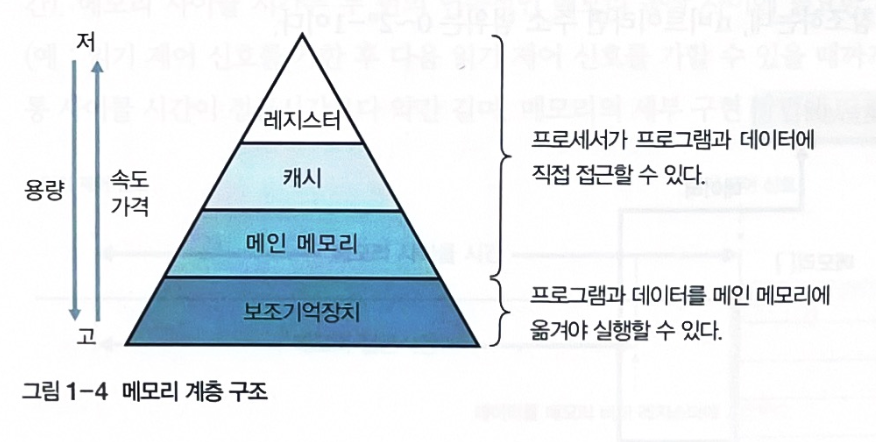 저
용량
속도
가격
고
레지스터
캐시
메인 메모리
보조기억장치
프로세서가 프로그램과 데이터에
직접 접근할 수 있다.
프로그램과 데이터를 메인 메모리에
옮겨야 실행할 수 있다.
그림 1-4 메모리 계층 구조